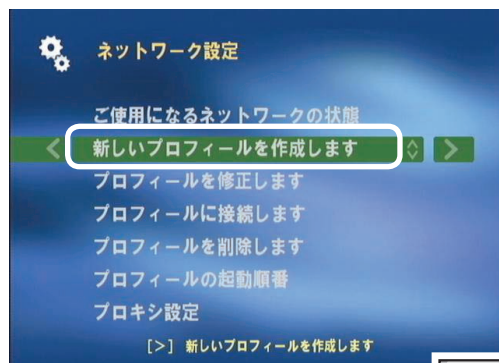 ネットワーク設定
ご使用になるネットワークの状態
新しいプロフィールを作成します
プロフィールを修正します
プロフィールに接続します
プロフィールを削除します
プロフィールの起動順番
プロキシ設定
[>] 新しいプロフィールを作成します